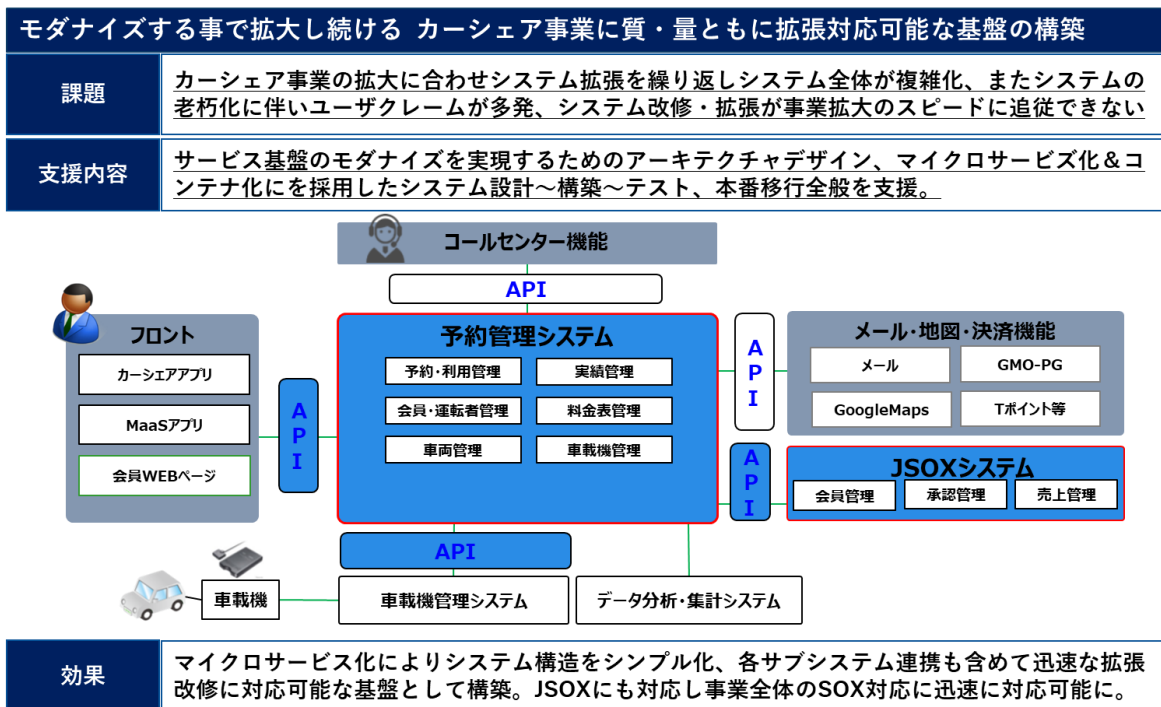 モダナイズする事で拡大し続ける カーシェア事業に質・量ともに拡張対応可能な基盤の構築
課題
カーシェア事業の拡大に合わせシステム拡張を繰り返しシステム全体が複雑化、またシステムの
老朽化に伴いユーザクレームが多発、システム改修・拡張が事業拡大のスピードに追従できない
支援内容
サービス基盤のモダナイズを実現するためのアーキテクチャデザイン、マイクロサービズ化＆コ
ンテナ化にを採用したシステム設計～構築～テスト、本番移行全般を支援。
コールセンター機能
API
フロント
カーシェアアプリ
MaaSアプリ
会員WEBページ
API
予約管理システム
予約・利用管理
実績管理
会員・運転者管理
料金表管理
車両管理
車載機管理
API
メール・地図・決済機能
メール
GMO-PG
GoogleMaps
Tポイント等
API
JSOXシステム
会員管理
承認管理
売上管理
API
車載機
車載機管理システム
データ分析・集計システム
効果
マイクロサービス化によりシステム構造をシンプル化、各サブシステム連携も含めて迅速な拡張
改修に対応可能な基盤として構築。JSOXにも対応し事業全体のSOX対応に迅速に対応可能に。